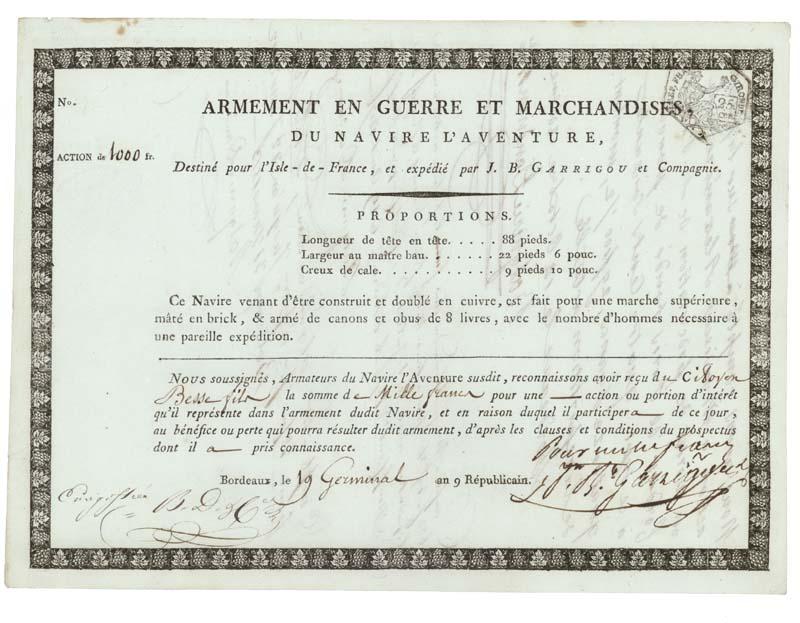 No.
ARMEMENT EN GUERRE ET MARCHANDISES,
DU NAVIRE L'AVENTURE,
ACTION de 1000 fr.
Destiné pour l'Isle-de-France, et expédié par J. B. GARRIGOU et Compagnie.
25
PROPORTIONS.
Longueur de tête en tête. . . . . 88 pieds.
Largeur au maître bau. . . . . . . 22 pieds 6 pouc.
Creux de cale. . . . . . . . . . . . 9 pieds 10 pouc.
Ce Navire venant d'être construit et doublé en cuivre, est fait pour une marche supérieure,
mâté en brick, & armé de canons et obus de 8 livres, avec le nombre d'hommes nécessaire à
une pareille expédition.
Nous soussignés, Armateurs du Navire l'Aventure susdit, reconnaissons avoir reçu du Citoyen
Besse fils la somme de Mille francs pour une action ou portion d'intérêt
qu'il représente dans l'armement dudit Navire, et en raison duquel il participera de ce jour,
au bénéfice ou perte qui pourra résulter dudit armement, d'après les clauses et conditions du prospectus
dont il a pris connaissance.
Pour mille francs
Bordeaux, le 19 Germinal an 9 Républicain.